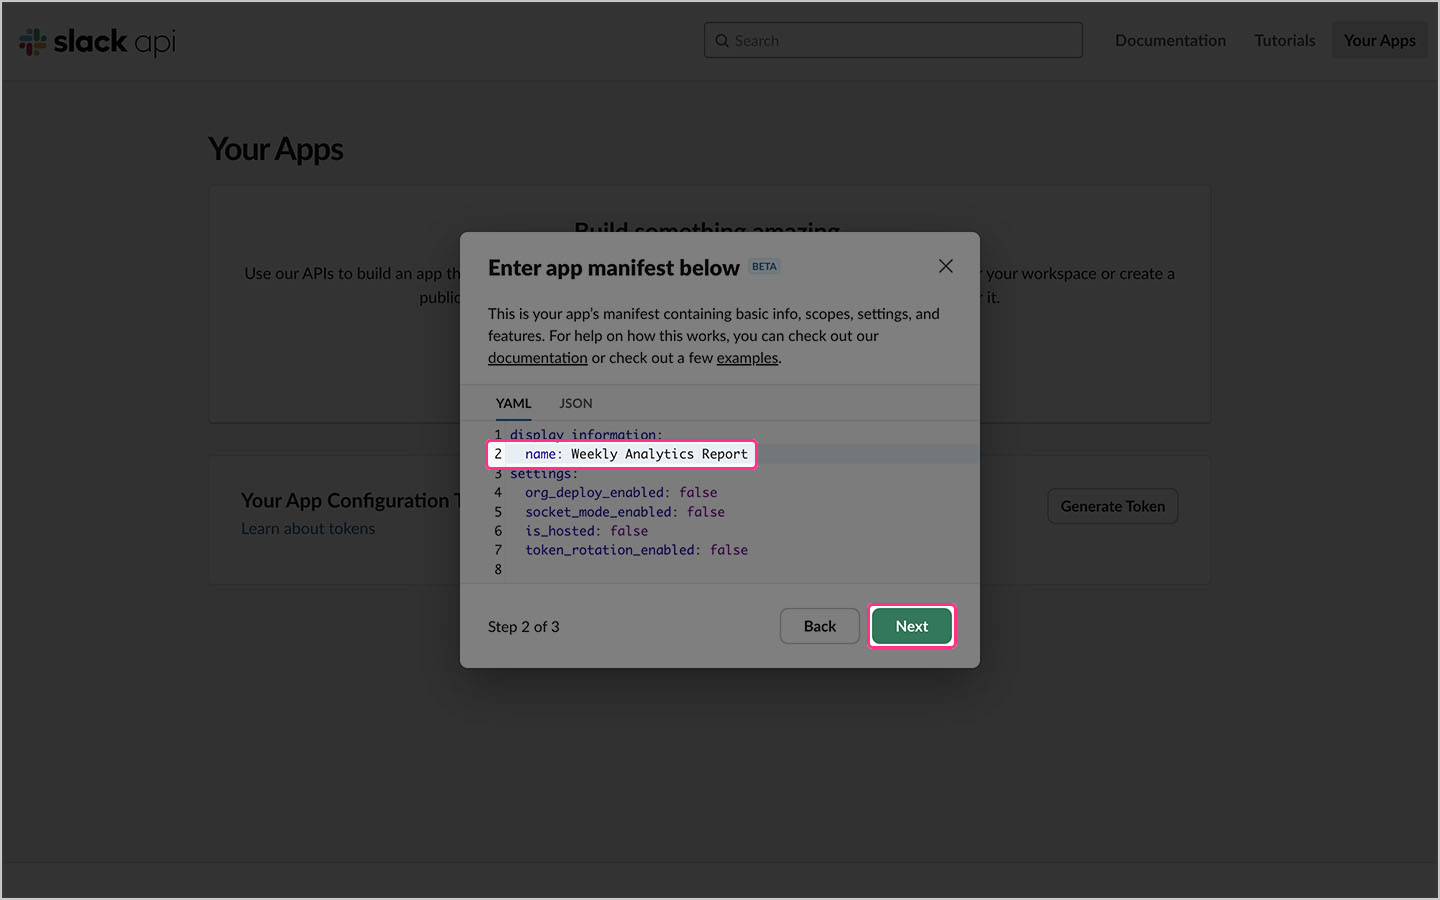 slack api
Search
Documentation
Tutorials
Your Apps
Your Apps
Build something amazing
Use our APIs to build an app th
your workspace or create a
public
it.
Enter app manifest below BETA
This is your app's manifest containing basic info, scopes, settings, and
features. For help on how this works, you can check out our
documentation or check out a few examples.
YAML JSON
1 display_information:
2 name: Weekly Analytics Report
3 settings:
4 org_deploy_enabled: false
5 socket_mode_enabled: false
6 is_hosted: false
7 token_rotation_enabled: false
8
Your App Configuration T
Learn about tokens
Generate Token
Step 2 of 3
Back
Next